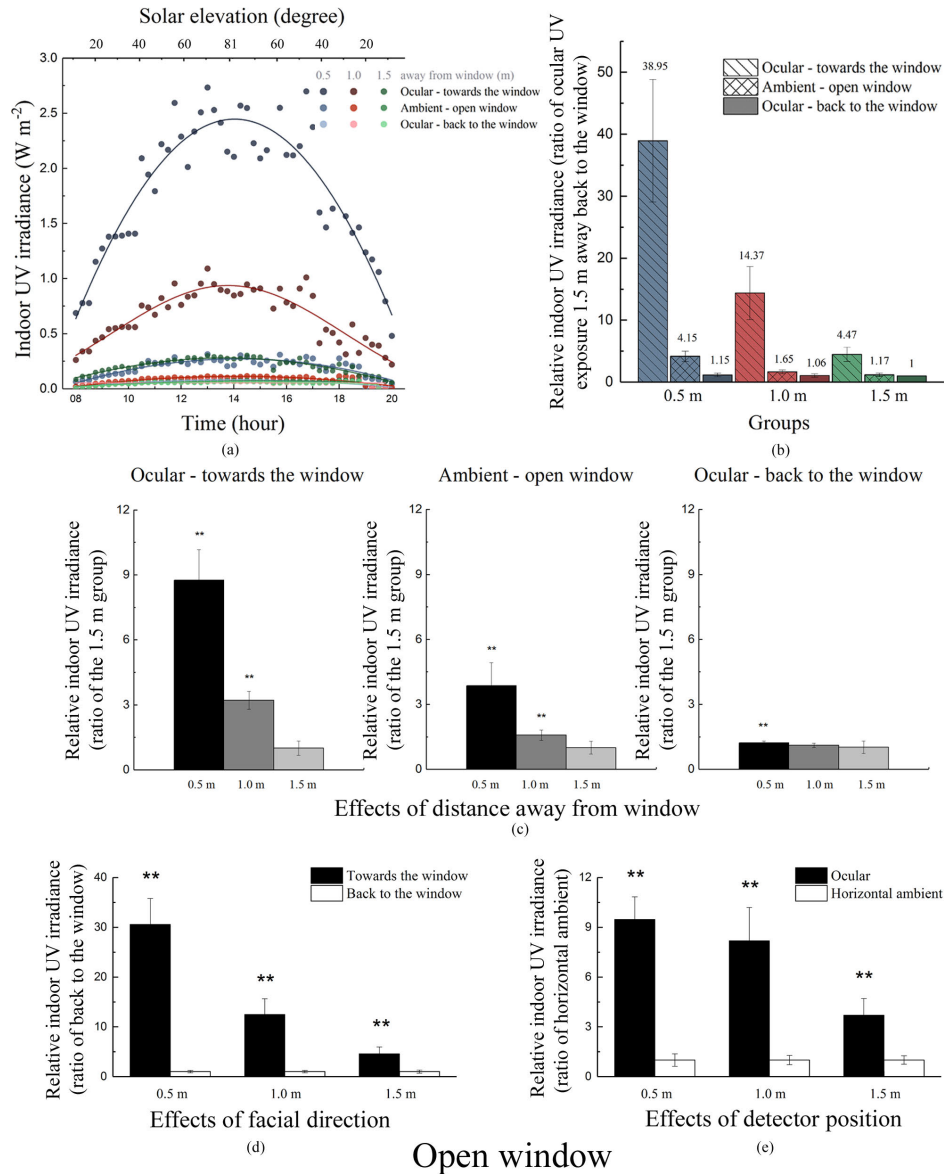 Solar elevation (degree)
20 40 60 81 60 40 20
3.0
2.5
2.0
1.5
1.0
0.5
0.0
Indoor UV irradiance (W m-2)
0.5 1.0 1.5 away from window (m)
Ocular - towards the window
Ambient - open window
Ocular - back to the window
08 10 12 14 16 18 20
Time (hour)
(a)
Relative indoor UV irradiance (ratio of ocular UV
exposure 1.5 m away back to the window)
50
40
30
20
10
0
Ocular - towards the window
Ambient - open window
Ocular - back to the window
38.95
4.15
1.15
14.37
1.65
1.06
4.47
1.17
1
0.5 m 1.0 m 1.5 m
Groups
(b)
Ocular - towards the window
Relative indoor UV irradiance
(ratio of the 1.5 m group)
12
9
6
3
0
**
**
0.5 m 1.0 m 1.5 m
Ambient - open window
Relative indoor UV irradiance
(ratio of the 1.5 m group)
12
9
6
3
0
**
**
0.5 m 1.0 m 1.5 m
Ocular - back to the window
Relative indoor UV irradiance
(ratio of the 1.5 m group)
12
9
6
3
0
**
0.5 m 1.0 m 1.5 m
Effects of distance away from window
(c)
Relative indoor UV irradiance
(ratio of back to the window)
40
30
20
10
0
Towards the window
Back to the window
**
**
**
0.5 m 1.0 m 1.5 m
Effects of facial direction
(d)
Relative indoor UV irradiance
(ratio of horizontal ambient)
12
9
6
3
0
Ocular
Horizontal ambient
**
**
**
0.5 m 1.0 m 1.5 m
Effects of detector position
(e)
Open window